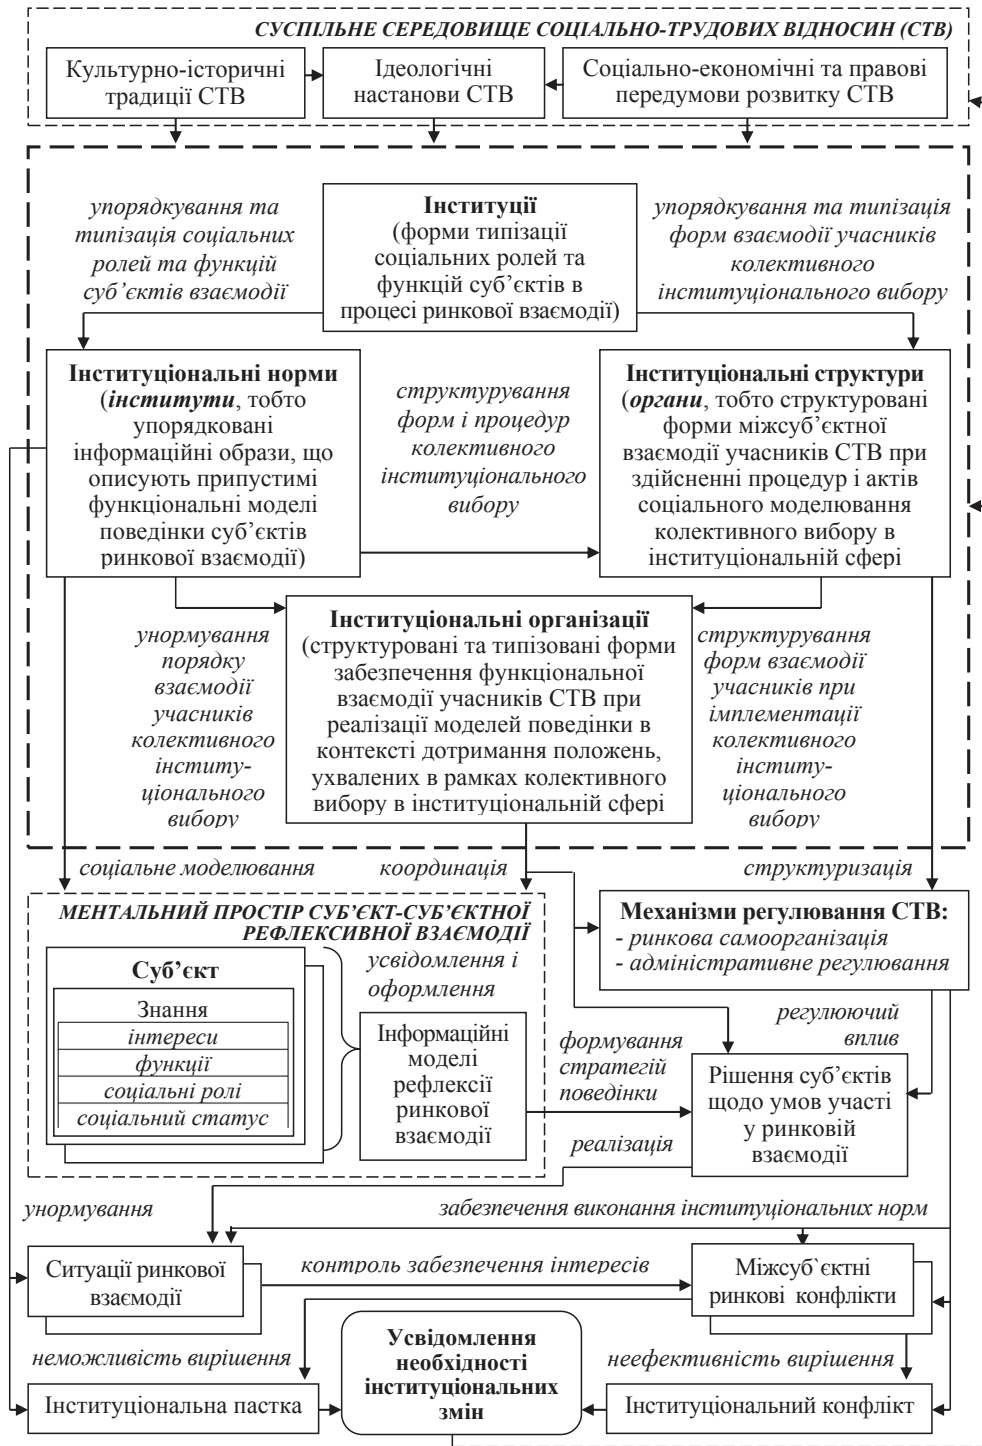 СУСПІЛЬНЕ СЕРЕДОВИЩЕ СОЦІАЛЬНО-ТРУДОВИХ ВІДНОСИН (СТВ)
Культурно-історичні
традиції СТВ
Ідеологічні
настанови СТВ
Соціально-економічні та правові
передумови розвитку СТВ
упорядкування та
типізація соціальних
ролей та функцій
суб’єктів взаємодії
Інституції
(форми типізації
соціальних ролей та
функцій суб’єктів в
процесі ринкової взаємодії)
упорядкування та типізація
форм взаємодії учасників
колективного
інституціонального вибору
Інституціональні норми
(інститути, тобто
упорядковані
інформаційні образи, що
описують припустимі
функціональні моделі
поведінки суб’єктів
ринкової взаємодії)
структурування
форм і процедур
колективного
інституціонального
вибору
Інституціональні структури
(органи, тобто структуровані
форми міжсуб’єктної
взаємодії учасників СТВ при
здійсненні процедур і актів
соціального моделювання
колективного вибору в
інституціональній сфері
унормування
порядку
взаємодії
учасників
колективного
інститу-
ціонального
вибору
Інституціональні організації
(структуровані та типізовані форми
забезпечення функціональної
взаємодії учасників СТВ при
реалізації моделей поведінки в
контексті дотримання положень,
ухвалених в рамках колективного
вибору в інституціональній сфері
структурування
форм взаємодії
учасників при
імплементації
колективного
інститу-
ціонального
вибору
соціальне моделювання
координація
структуризація
МЕНТАЛЬНИЙ ПРОСТІР СУБ’ЄКТ-СУБ’ЄКТНОЇ
РЕФЛЕКСИВНОЇ ВЗАЄМОДІЇ
Суб’єкт
Знання
інтереси
функції
соціальні ролі
соціальний статус
усвідомлення і
оформлення
Інформаційні
моделі
рефлексії
ринкової
взаємодії
Механізми регулювання СТВ:
- ринкова самоорганізація
- адміністративне регулювання
формування
стратегій
поведінки
регулюючий
вплив
Рішення суб’єктів
щодо умов участі
у ринковій
взаємодії
реалізація
унормування
забезпечення виконання інституціональних норм
Ситуації ринкової
взаємодії
контроль забезпечення інтересів
Міжсуб`єктні
ринкові конфлікти
неможливість вирішення
Усвідомлення
необхідності
інституціональних
змін
неефективність вирішення
Інституціональна пастка
Інституціональний конфлікт